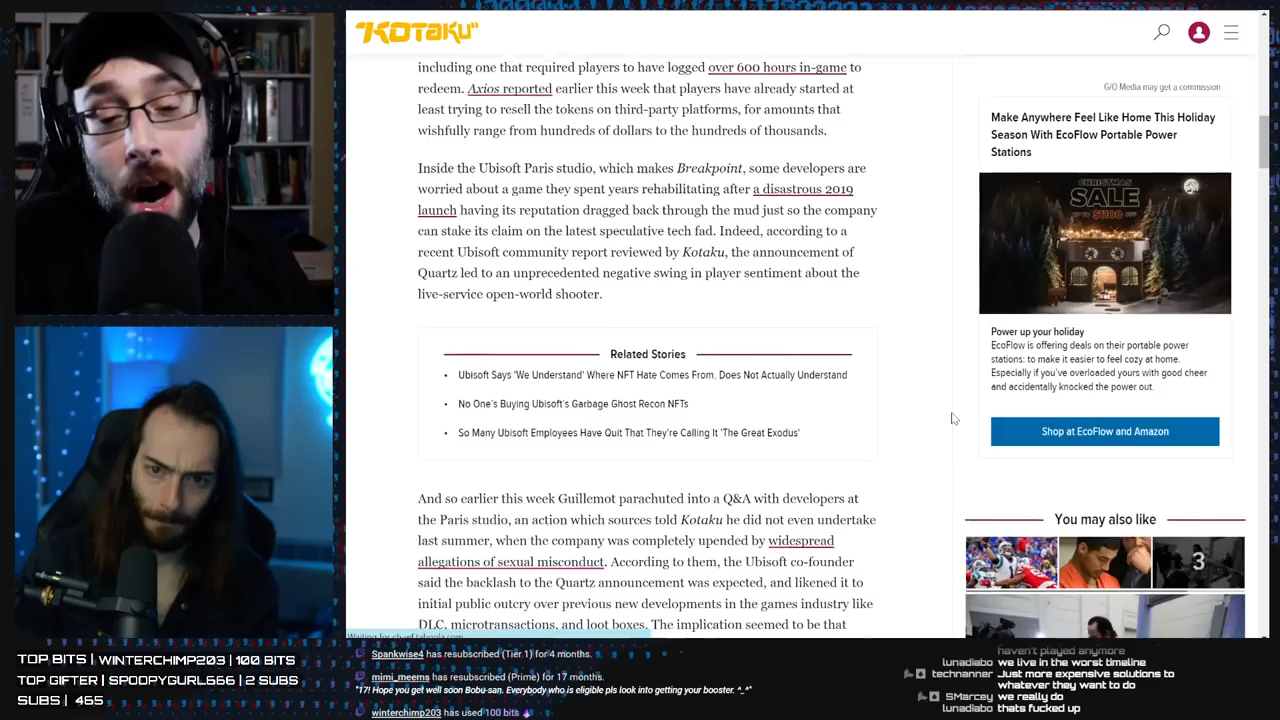 KOTAKU
including one that required players to have logged over 600 hours in-game to
redeem. Axios reported earlier this week that players have already started at
least trying to resell the tokens on third-party platforms, for amounts that
wishfully range from hundreds of dollars to the hundreds of thousands.
Inside the Ubisoft Paris studio, which makes Breakpoint, some developers are
worried about a game they spent years rehabilitating after a disastrous 2019
launch having its reputation dragged back through the mud just so the company
can stake its claim on the latest speculative tech fad. Indeed, according to a
recent Ubisoft community report reviewed by Kotaku, the announcement of
Quartz led to an unprecedented negative swing in player sentiment about the
live-service open-world shooter.
Related Stories
• Ubisoft Says 'We Understand' Where NFT Hate Comes From, Does Not Actually Understand
• No One's Buying Ubisoft's Garbage Ghost Recon NFTs
• So Many Ubisoft Employees Have Quit That They're Calling It 'The Great Exodus'
And so earlier this week Guillemot parachuted into a Q&A with developers at
the Paris studio, an action which sources told Kotaku he did not even undertake
last summer, when the company was completely upended by widespread
allegations of sexual misconduct. According to them, the Ubisoft co-founder
said the backlash to the Quartz announcement was expected, and likened it to
initial public outcry over previous new developments in the games industry like
DLC, microtransactions, and loot boxes. The implication seemed to be that
G/O Media may get a commission
Make Anywhere Feel Like Home This Holiday
Season With EcoFlow Portable Power
Stations
CHRISTMAS
SALE
UP TO $1100 OFF
Power up your holiday
EcoFlow is offering deals on their portable power
stations: to make it easier to feel cozy at home.
Especially if you've overloaded yours with good cheer
and accidentally knocked the power out.
Shop at EcoFlow and Amazon
You may also like
3
TOP BITS | WINTERCHIMP203 | 100 BITS
TOP GIFTER | SPOOPYGURL666 | 2 SUBS
SUBS | 465
Spankwise4 has resubscribed (Tier 1) for 4 months.
mimi_meems has resubscribed (Prime) for 17 months.
"17! Hope you get well soon Bobu-san. Everybody who is eligible pls look into getting your booster. ^_^"
winterchimp203 has used 100 bits
haven't played anymore
lunadiabo we live in the worst timeline
technanner Just more expensive solutions to
whatever they want to do
SMarcey we really do
lunadiabo thats fucked up